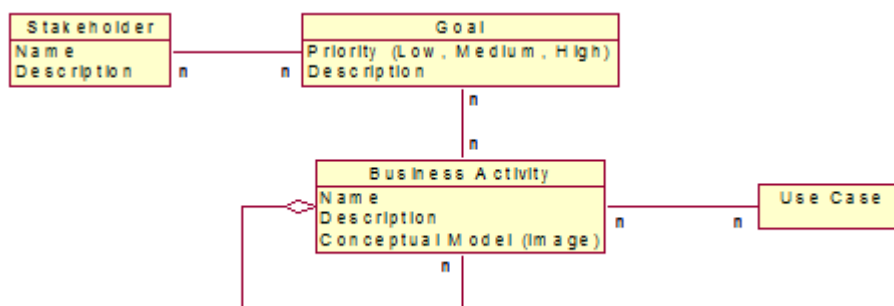 Stakeholder
Name
Description
n
n
Goal
Priority (Low, Medium, High)
Description
n
n
Business Activity
Name
Description
Conceptual Model (Image)
n
n
n
Use Case